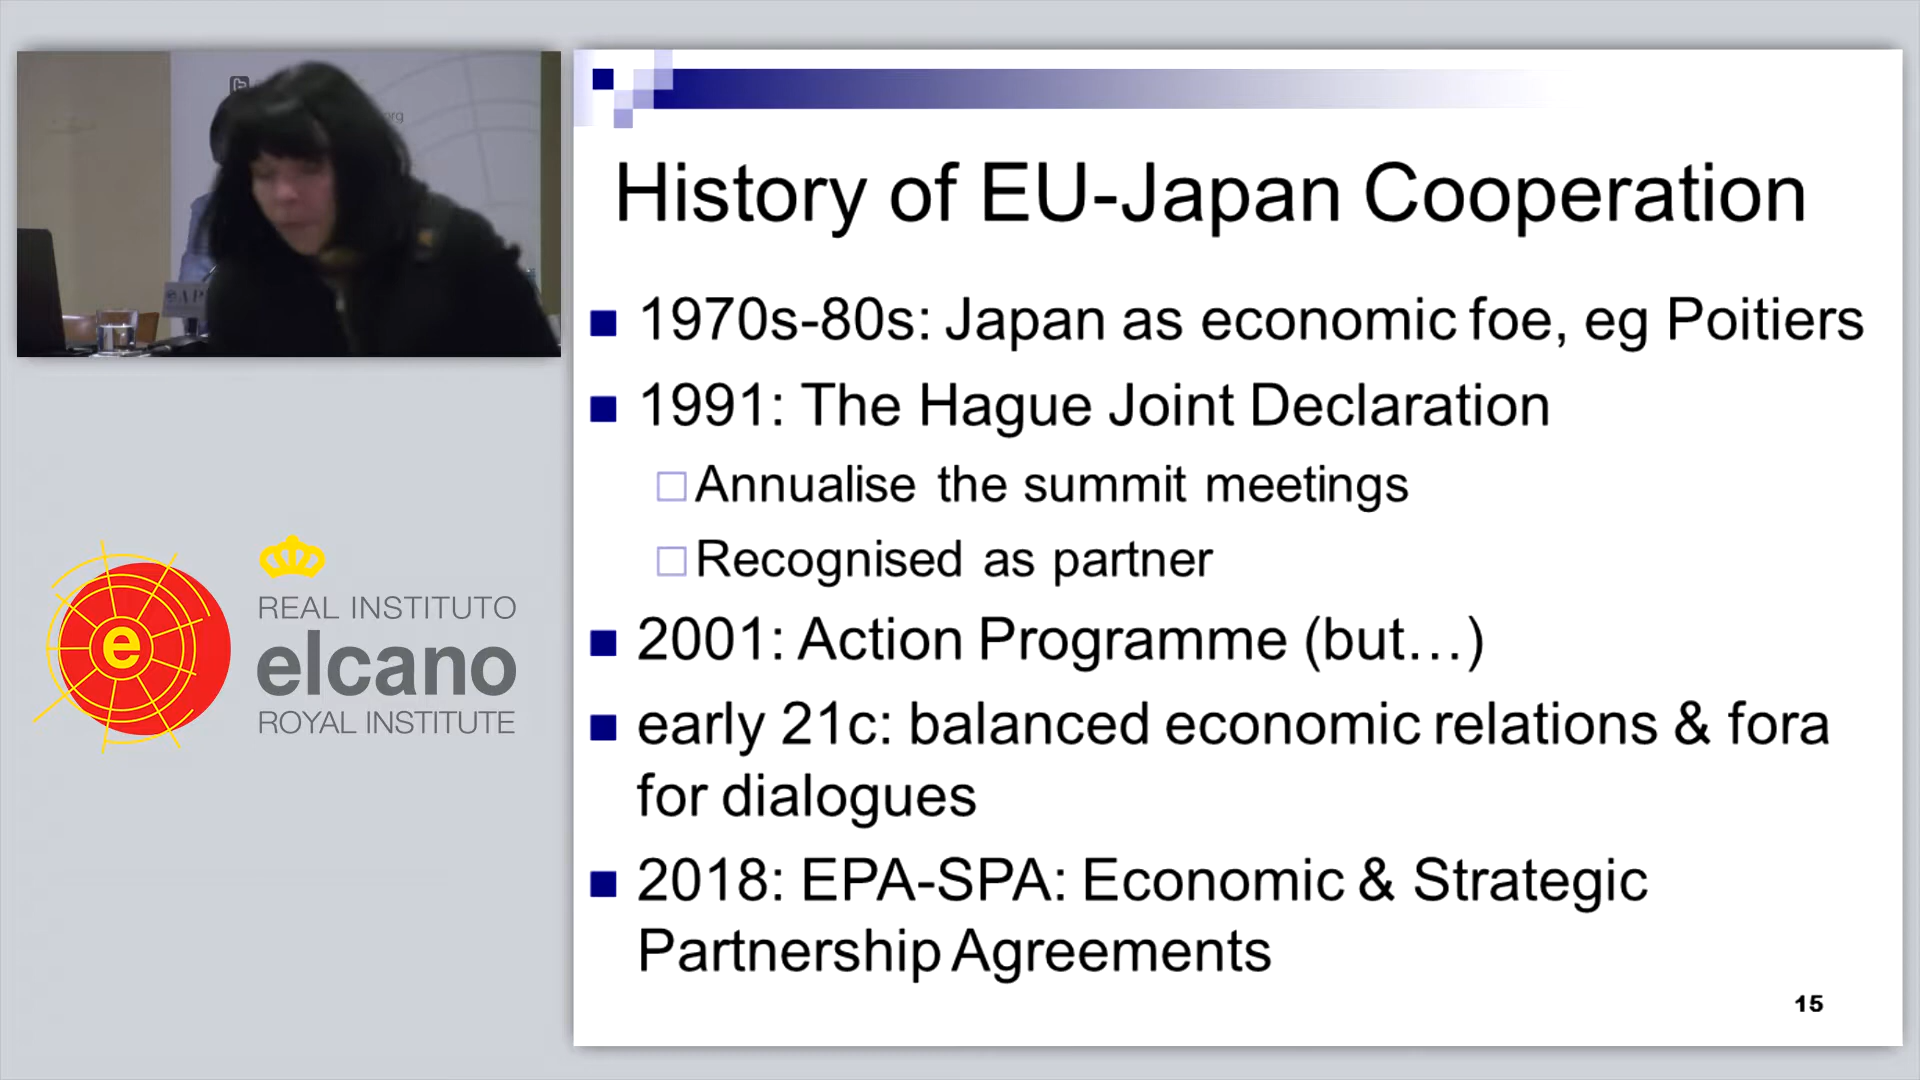 org
REAL INSTITUTO
elcano
ROYAL INSTITUTE
e
History of EU-Japan Cooperation
1970s-80s: Japan as economic foe, eg Poitiers
1991: The Hague Joint Declaration
Annualise the summit meetings
Recognised as partner
2001: Action Programme (but…)
early 21c: balanced economic relations & fora
for dialogues
2018: EPA-SPA: Economic & Strategic
Partnership Agreements
15